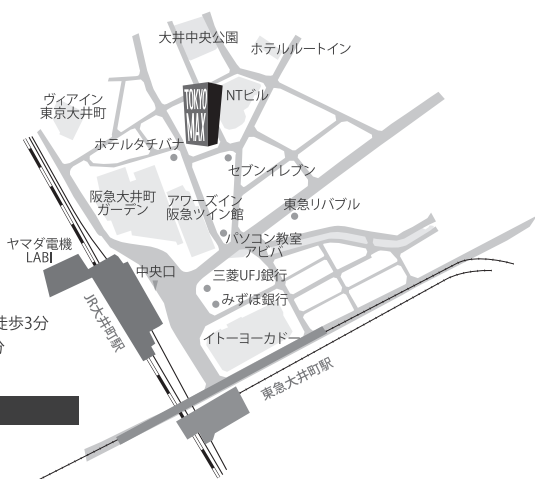 大井中央公園
ホテルルートイン
TOKYO
MAX
NTビル
ヴィアイン
東京大井町
ホテルタチバナ
セブンイレブン
阪急大井町
ガーデン
アワーズイン
阪急ツイン館
東急リバブル
パソコン教室
アビバ
ヤマダ電機
LABI
中央口
三菱UFJ銀行
みずほ銀行
徒歩3分
分
JR大井町駅
イトーヨーカドー
東急大井町駅